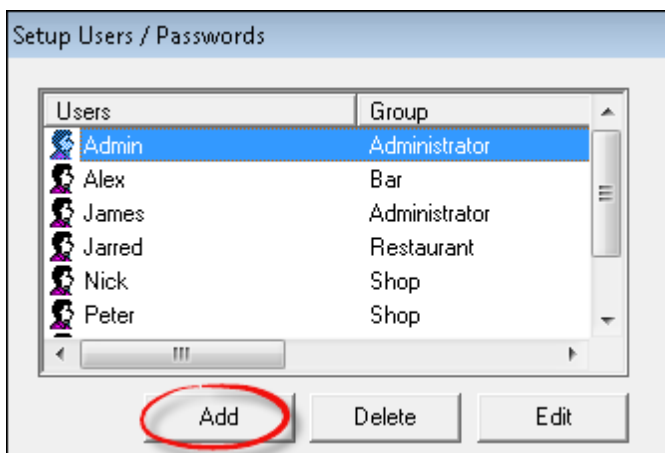 Setup Users / Passwords
Users Group
Admin Administrator
Alex Bar
James Administrator
Jarred Restaurant
Nick Shop
Peter Shop
Add Delete Edit